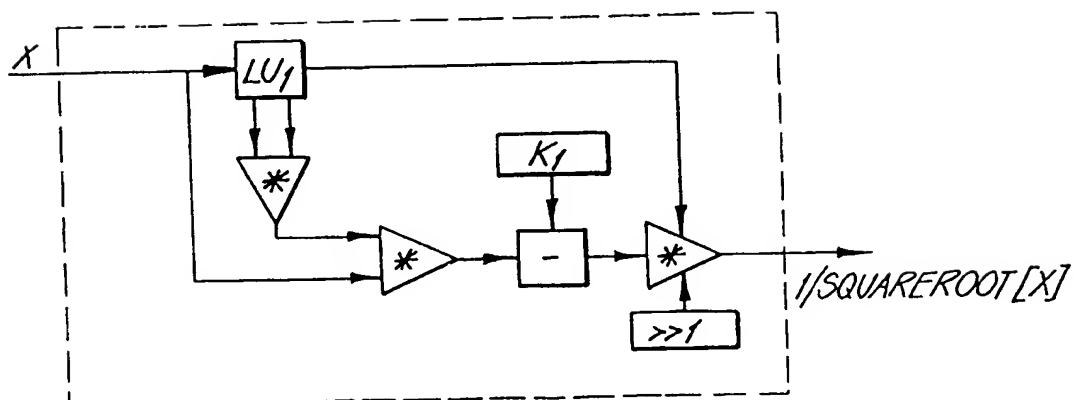 X
LU1
*
K1
*
-
*
1/SQUAREROOT[X]
>>1